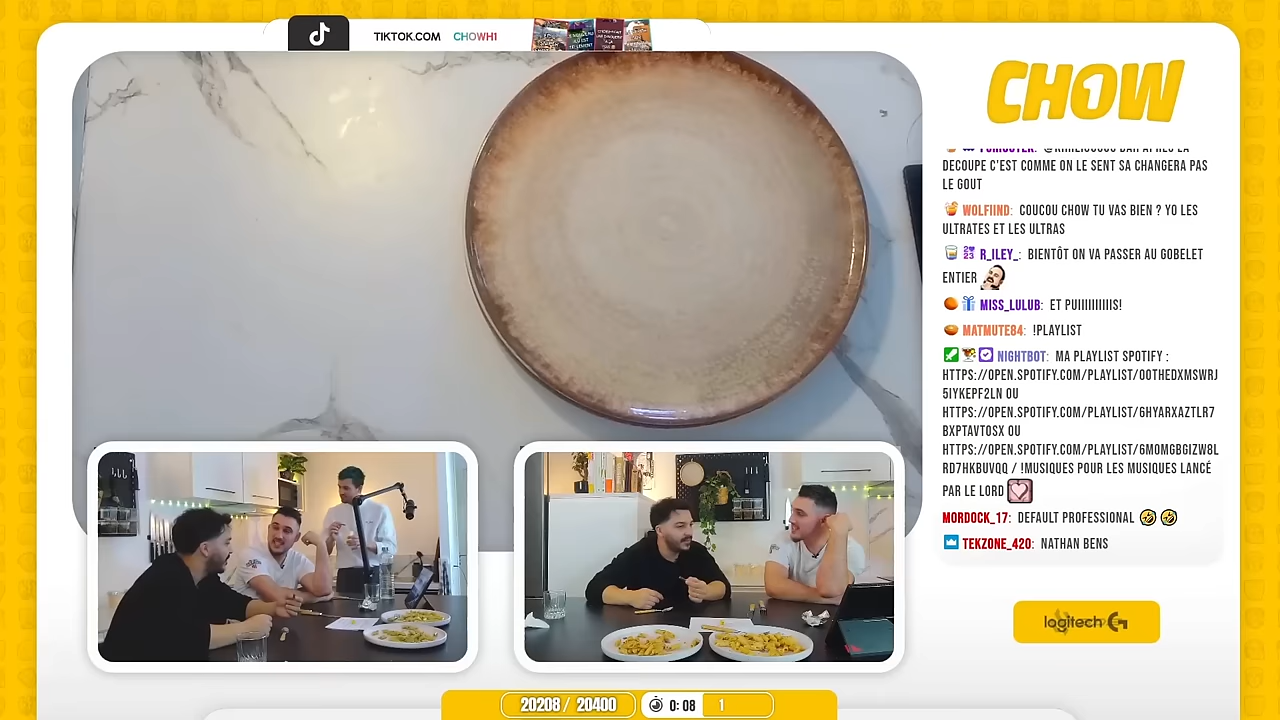 TIKTOK.COM CHOWH1
CHOW
DECOUPE C'EST COMME ON LE SENT SA CHANGERA PAS
LE GOUT
WOLFIIND: COUCOU CHOW TU VAS BIEN ? YO LES
ULTRATES ET LES ULTRAS
R_ILEY_: BIENTÔT ON VA PASSER AU GOBELET
ENTIER
MISS_LULUB: ET PUIIIIIIIIIIS!
MATMUTE84: !PLAYLIST
NIGHTBOT: MA PLAYLIST SPOTIFY :
HTTPS://OPEN.SPOTIFY.COM/PLAYLIST/0OTHEDXMSWRJ
5IYKEPF2LN OU
HTTPS://OPEN.SPOTIFY.COM/PLAYLIST/6HYARXAZTLR7
BXPTAVTOSX OU
HTTPS://OPEN.SPOTIFY.COM/PLAYLIST/6MOMGBGIZW8L
RD7HKBUVQQ / !MUSIQUES POUR LES MUSIQUES LANCÉ
PAR LE LORD
MORDOCK_17: DEFAULT PROFESSIONAL
TEKZONE_420: NATHAN BENS
logitech G
20208 / 20400 0:08 1